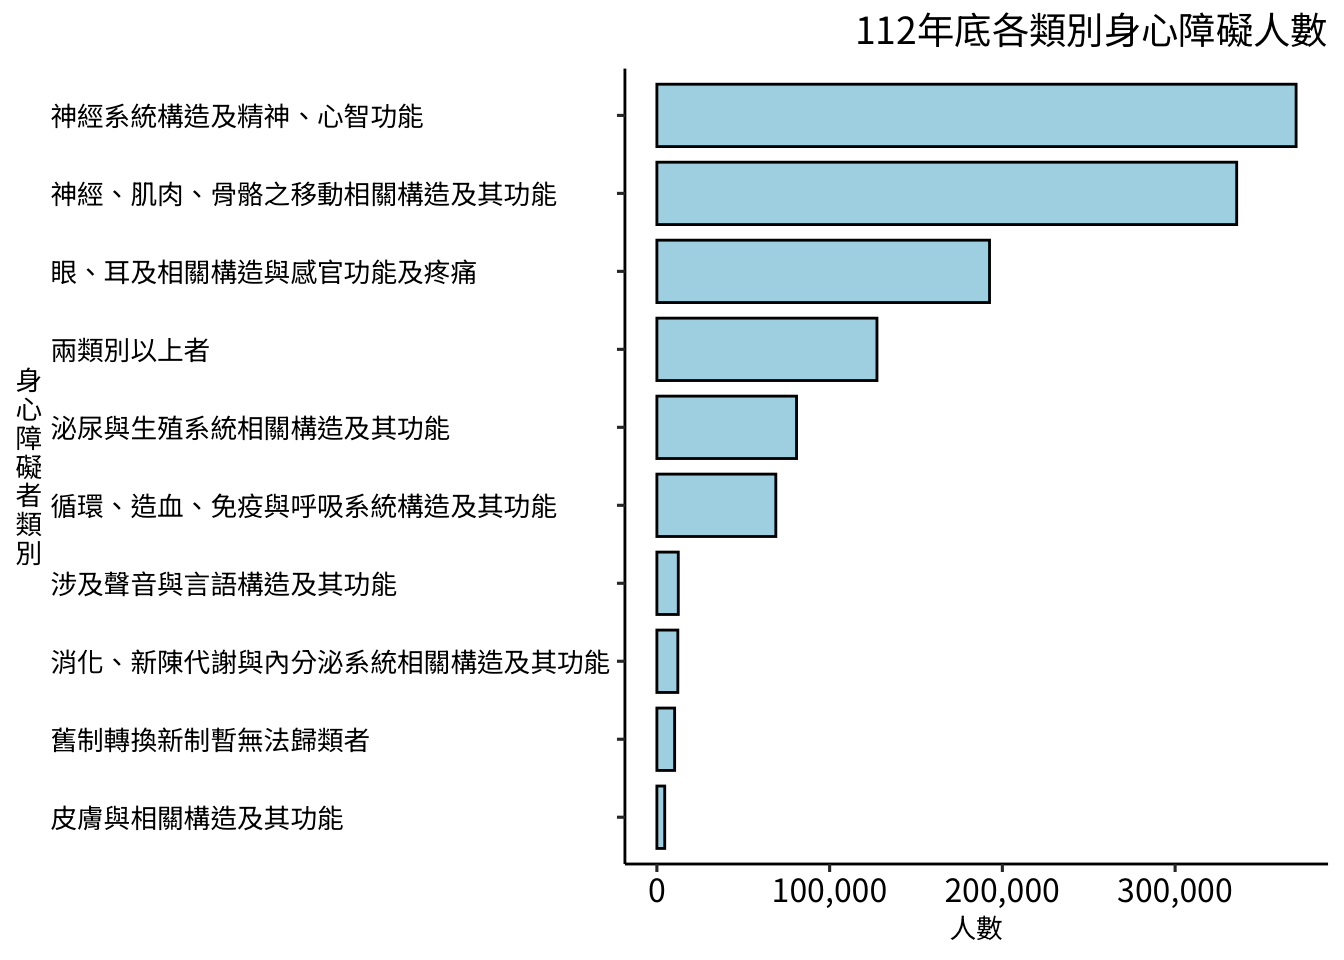 112年底各類別身心障礙人數
身心障礙者類別
神經系統構造及精神、心智功能
神經、肌肉、骨骼之移動相關構造及其功能
眼、耳及相關構造與感官功能及疼痛
兩類別以上者
泌尿與生殖系統相關構造及其功能
循環、造血、免疫與呼吸系統構造及其功能
涉及聲音與言語構造及其功能
消化、新陳代謝與內分泌系統相關構造及其功能
舊制轉換新制暫無法歸類者
皮膚與相關構造及其功能
0 100,000 200,000 300,000
人數